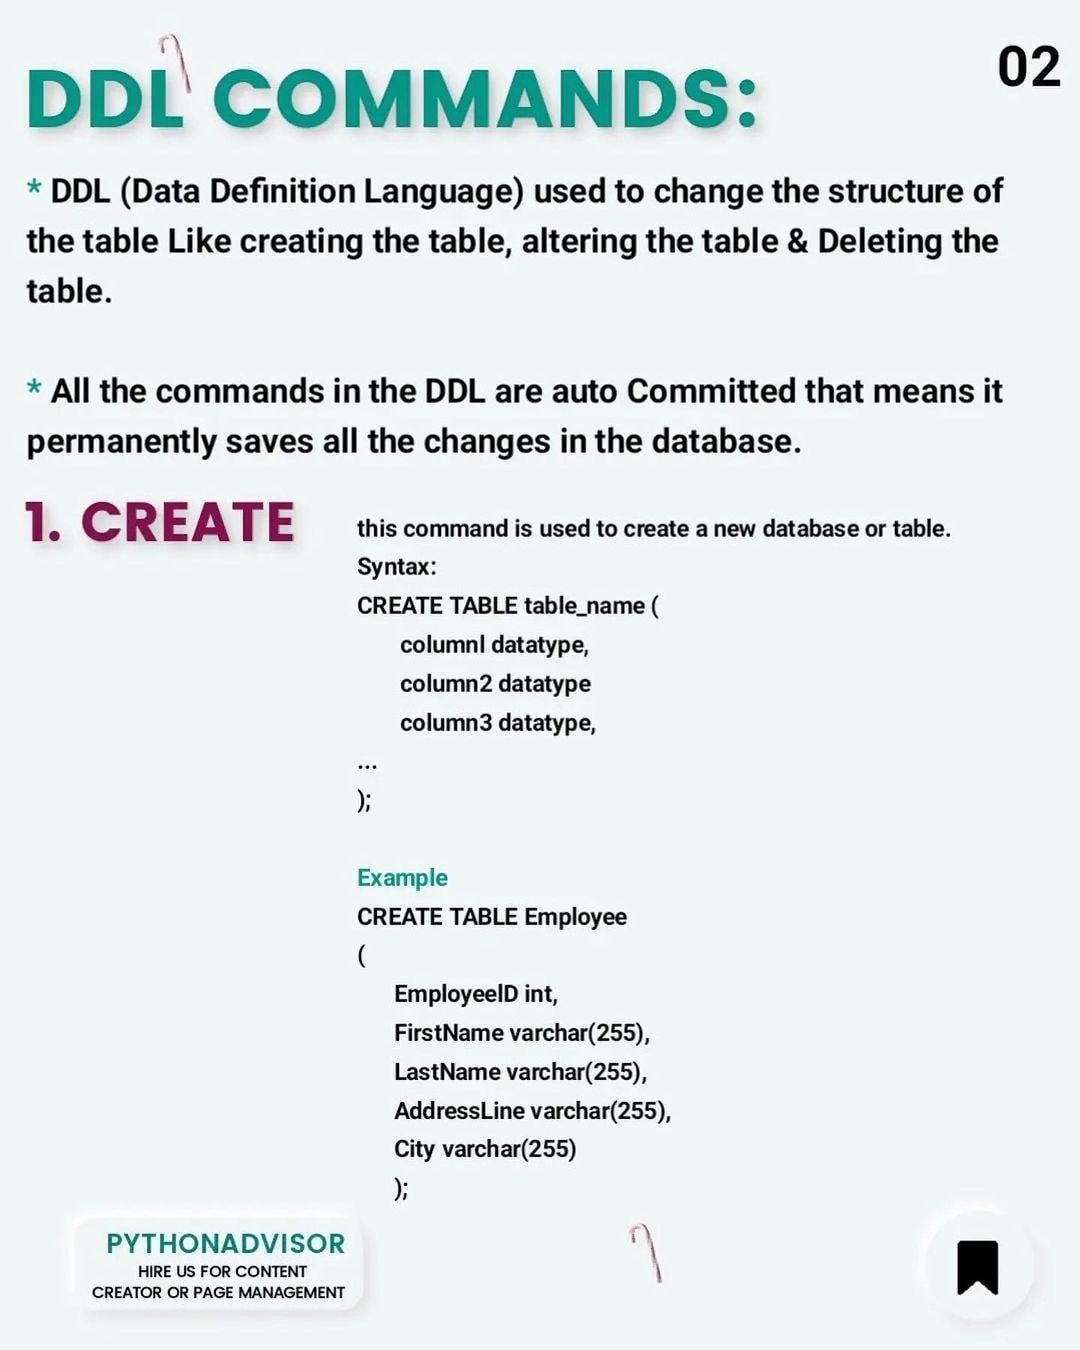 DDL COMMANDS:
02
* DDL (Data Definition Language) used to change the structure of
the table Like creating the table, altering the table & Deleting the
table.
* All the commands in the DDL are auto Committed that means it
permanently saves all the changes in the database.
1. CREATE
this command is used to create a new database or table.
Syntax:
CREATE TABLE table_name (
columnl datatype,
column2 datatype
column3 datatype,
...
);
Example
CREATE TABLE Employee
(
EmployeeID int,
FirstName varchar(255),
LastName varchar(255),
AddressLine varchar(255),
City varchar(255)
);
PYTHONADVISOR
HIRE US FOR CONTENT
CREATOR OR PAGE MANAGEMENT